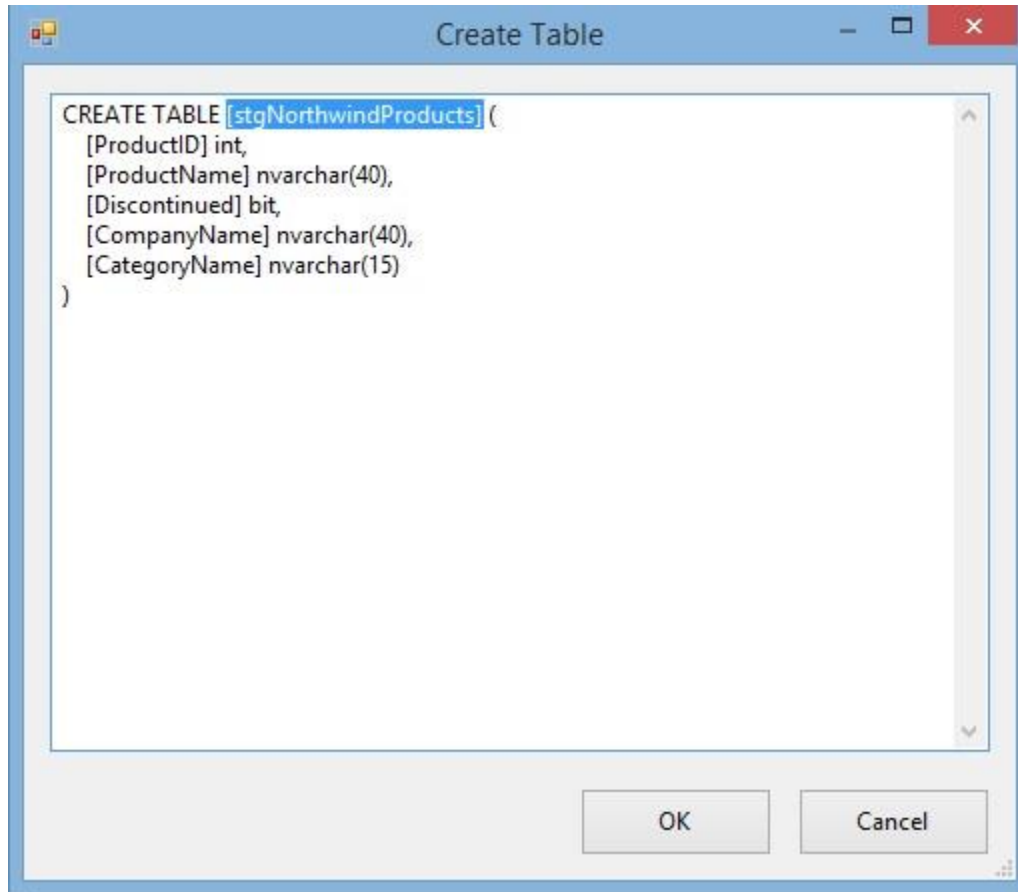 Create Table
CREATE TABLE [stgNorthwindProducts] (
[ProductID] int,
[ProductName] nvarchar(40),
[Discontinued] bit,
[CompanyName] nvarchar(40),
[CategoryName] nvarchar(15)
)
OK
Cancel